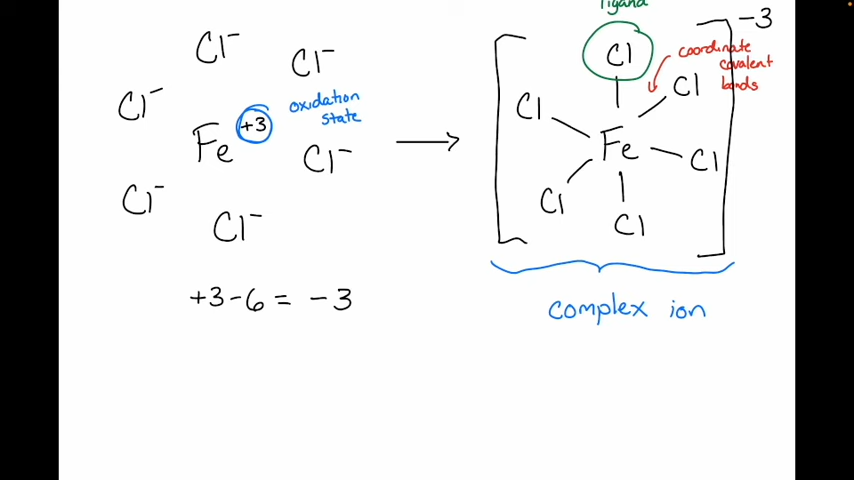 Cl⁻
Cl⁻
Cl⁻
Fe +3
oxidation
state
Cl⁻
Cl⁻
Cl⁻
+3-6 = -3
ligand
-3
Cl
coordinate
covalent
bonds
Cl
Cl
Fe
Cl
Cl
Cl
complex ion